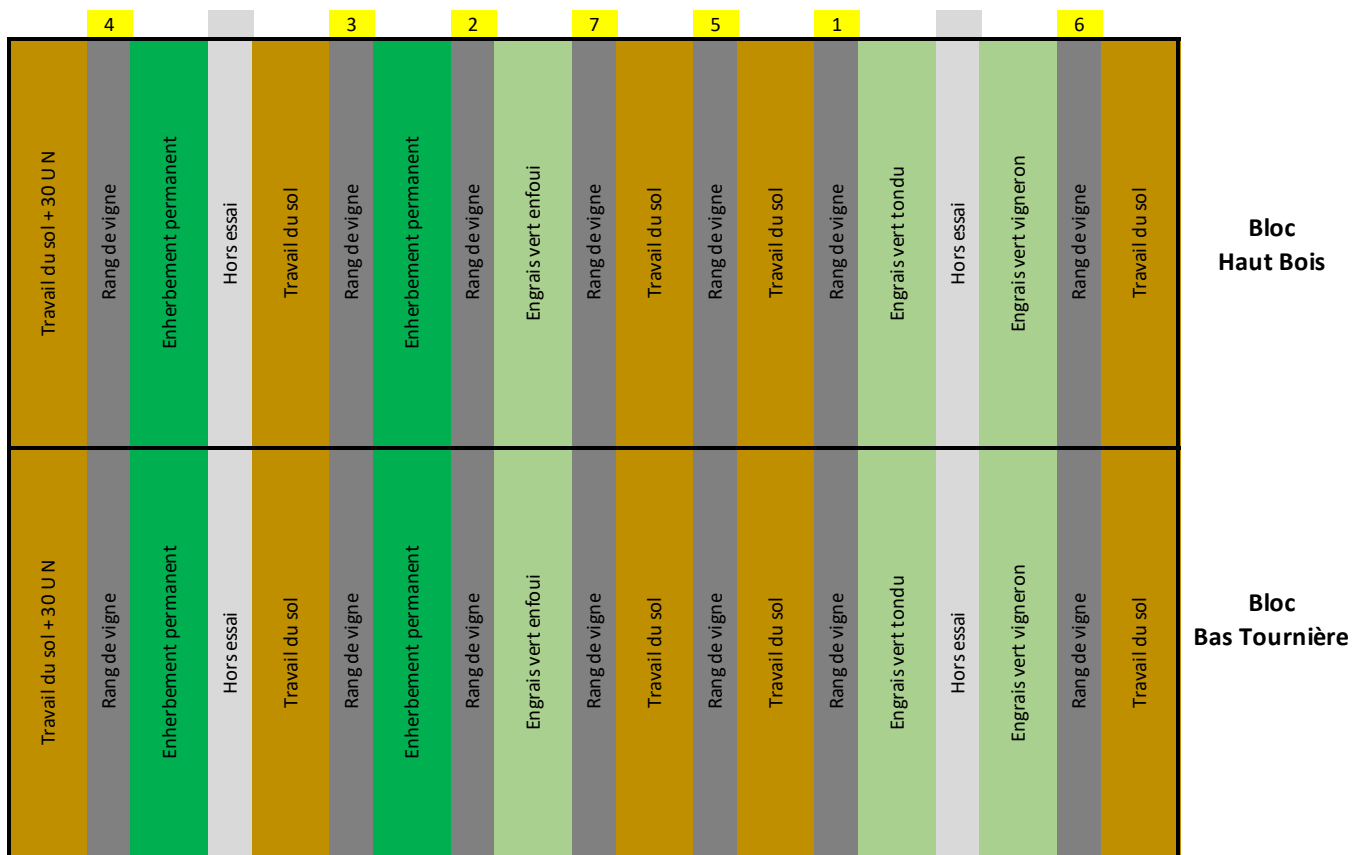 4
3
2
7
5
1
6
Travail du sol + 30 U N
Rang de vigne
Enherbement permanent
Hors essai
Travail du sol
Rang de vigne
Enherbement permanent
Rang de vigne
Engrais vert enfoui
Rang de vigne
Travail du sol
Rang de vigne
Travail du sol
Rang de vigne
Engrais vert tondu
Hors essai
Engrais vert vigneron
Rang de vigne
Travail du sol
Bloc
Haut Bois
Travail du sol + 30 U N
Rang de vigne
Enherbement permanent
Hors essai
Travail du sol
Rang de vigne
Enherbement permanent
Rang de vigne
Engrais vert enfoui
Rang de vigne
Travail du sol
Rang de vigne
Travail du sol
Rang de vigne
Engrais vert tondu
Hors essai
Engrais vert vigneron
Rang de vigne
Travail du sol
Bloc
Bas Tournière